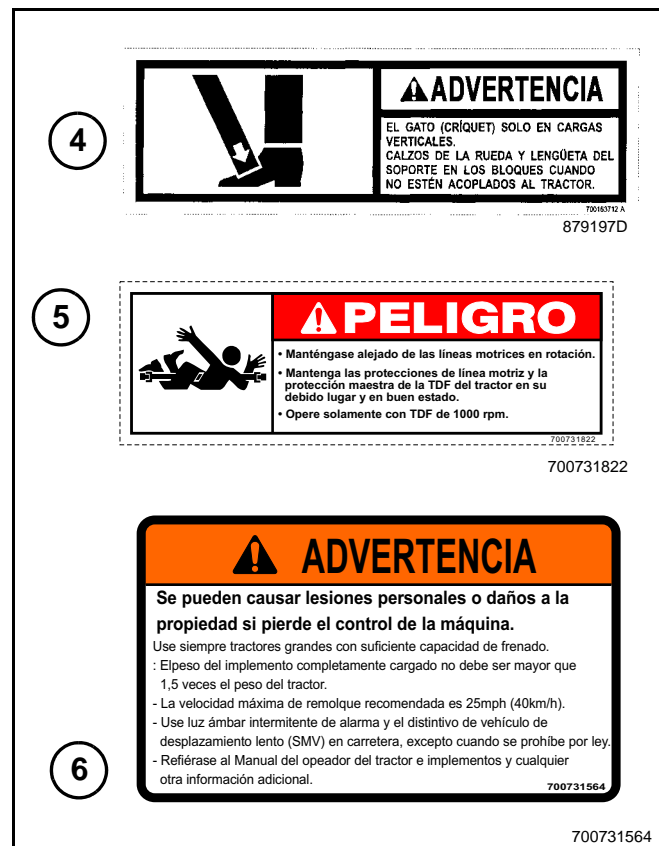 4
ADVERTENCIA
EL GATO (CRÍQUET) SOLO EN CARGAS
VERTICALES.
CALZOS DE LA RUEDA Y LENGÜETA DEL
SOPORTE EN LOS BLOQUES CUANDO
NO ESTÉN ACOPLADOS AL TRACTOR.
700163712 A
879197D
5
PELIGRO
• Manténgase alejado de las líneas motrices en rotación.
• Mantenga las protecciones de línea motriz y la
protección maestra de la TDF del tractor en su
debido lugar y en buen estado.
• Opere solamente con TDF de 1000 rpm.
700731822
700731822
ADVERTENCIA
Se pueden causar lesiones personales o daños a la
propiedad si pierde el control de la máquina.
Use siempre tractores grandes con suficiente capacidad de frenado.
: Elpeso del implemento completamente cargado no debe ser mayor que
1,5 veces el peso del tractor.
- La velocidad máxima de remolque recomendada es 25mph (40km/h).
- Use luz ámbar intermitente de alarma y el distintivo de vehículo de
desplazamiento lento (SMV) en carretera, excepto cuando se prohíbe por ley.
- Refiérase al Manual del opeador del tractor e implementos y cualquier
otra información adicional.
6
700731564
700731564